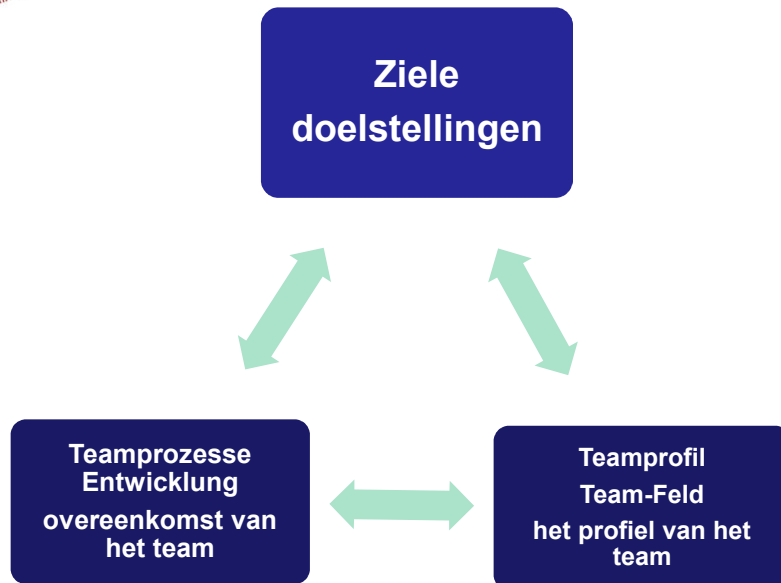 Ziele
doelstellingen
Teamprozesse
Entwicklung
overeenkomst van
het team
Teamprofil
Team-Feld
het profiel van het
team